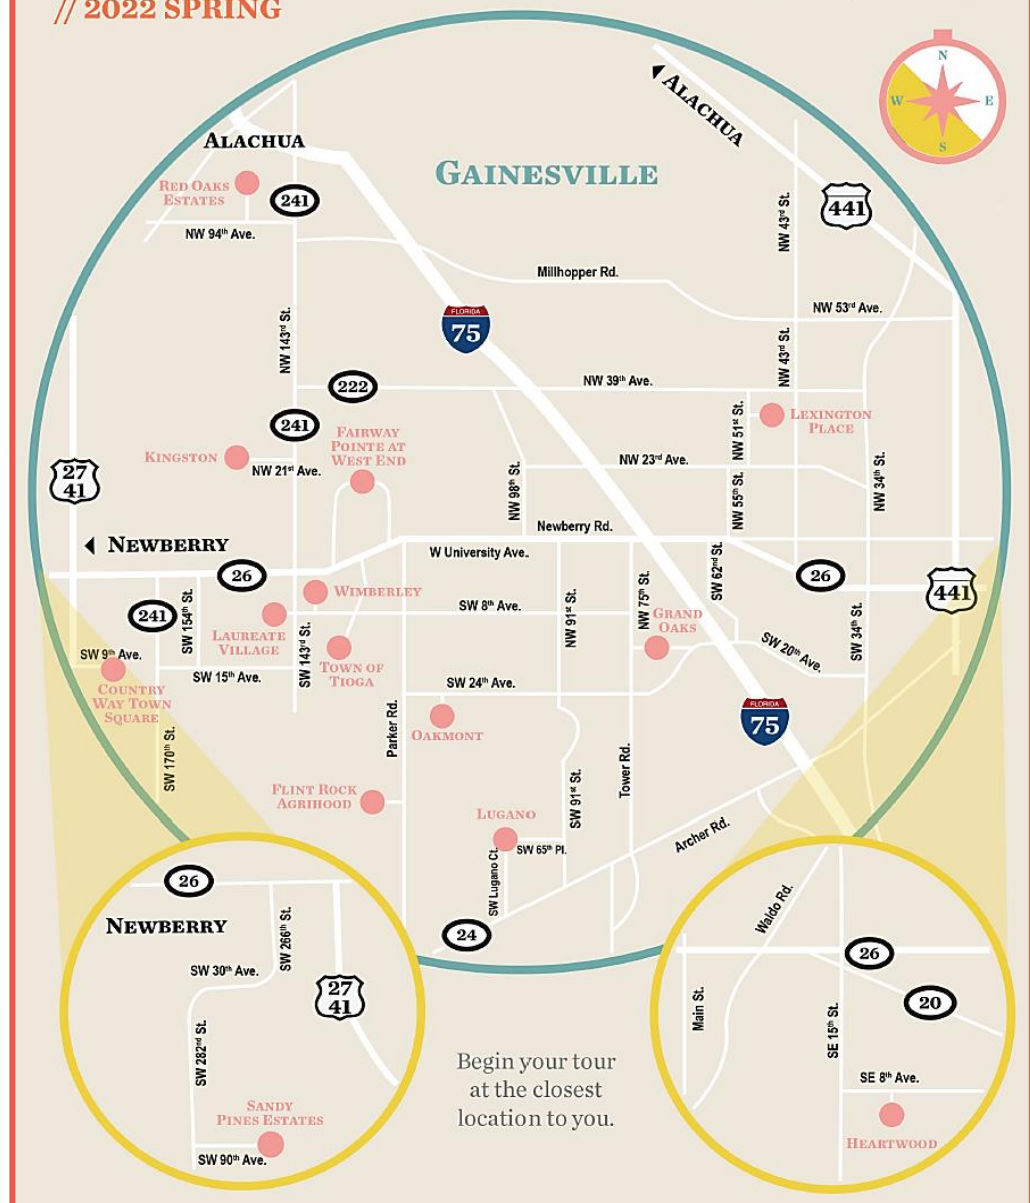 // 2022 SPRING
N
W
E
S
ALACHUA
GAINESVILLE
ALACHUA
RED OAKS
ESTATES
241
441
NW 43rd St.
NW 94th Ave.
Millhopper Rd.
NW 53rd Ave.
NW 143rd St.
FLORIDA
75
NW 43rd St.
222
NW 39th Ave.
241
NW 51st St.
LEXINGTON
PLACE
FAIRWAY
POINTE AT
WEST END
KINGSTON
NW 21st Ave.
NW 23rd Ave.
27
41
NW 98th St.
NW 55th St.
NW 34th St.
Newberry Rd.
NEWBERRY
W University Ave.
26
26
441
WIMBERLEY
SW 62nd St.
241
SW 154th St.
SW 8th Ave.
NW 91st St.
NW 75th St.
GRAND
OAKS
LAUREATE
VILLAGE
SW 143rd St.
TOWN OF
TIOGA
SW 20th Ave.
SW 34th St.
SW 9th Ave.
SW 15th Ave.
SW 24th Ave.
COUNTRY
WAY TOWN
SQUARE
OAKMONT
Parker Rd.
FLORIDA
75
SW 170th St.
Tower Rd.
FLINT ROCK
AGRIHOOD
LUGANO
SW 91st St.
SW 65th Pl.
Archer Rd.
SW Lugano Ct.
24
26
NEWBERRY
SW 266th St.
SW 30th Ave.
27
41
SW 282nd St.
SANDY
PINES ESTATES
SW 90th Ave.
Begin your tour
at the closest
location to you.
Waldo Rd.
26
20
Main St.
SE 15th St.
SE 8th Ave.
HEARTWOOD